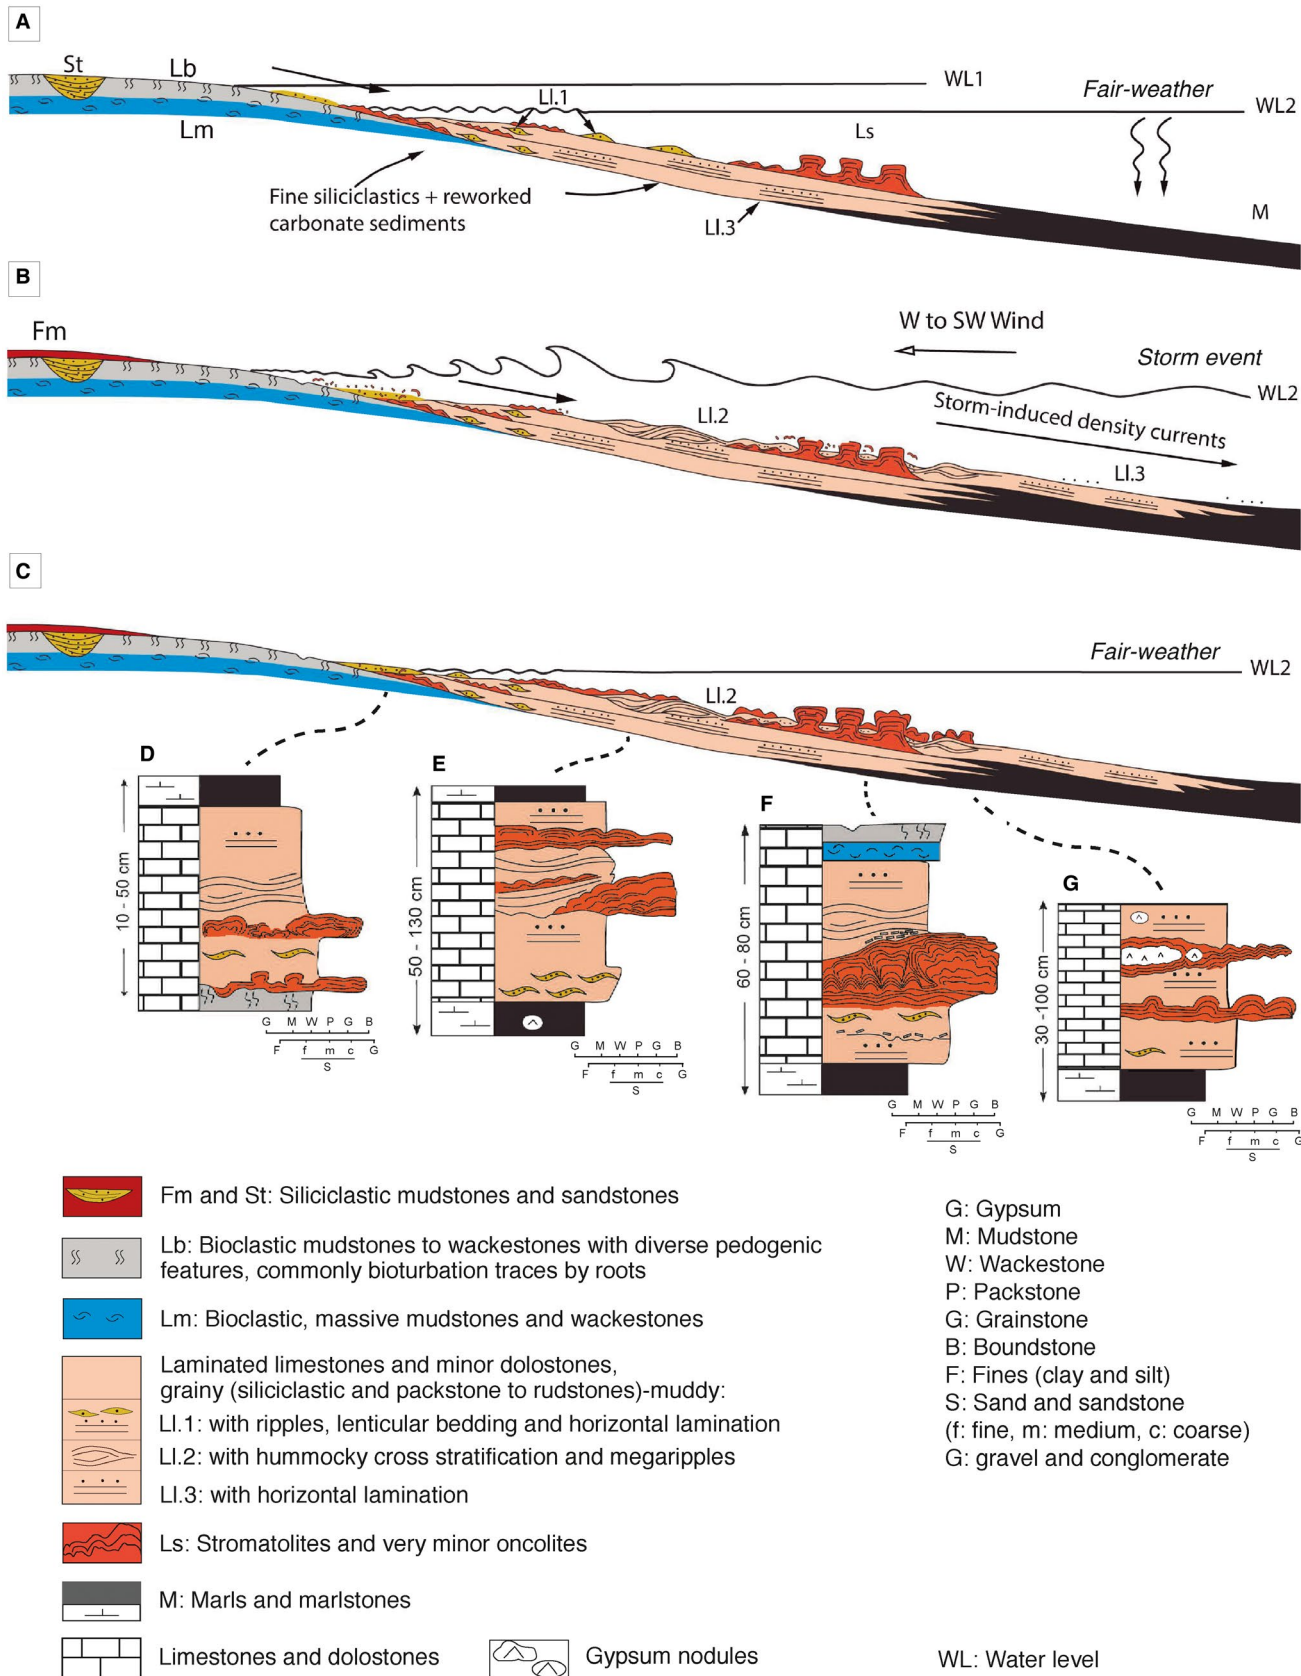 A
St
Lb
WL1
Fair-weather
WL2
Ll.1
Lm
Ls
Fine siliciclastics + reworked
carbonate sediments
Ll.3
M
B
Fm
W to SW Wind
Storm event
WL2
Ll.2
Storm-induced density currents
Ll.3
C
Fair-weather
WL2
Ll.2
D
10 - 50 cm
G M W P G B
F f m c G
S
E
50 - 130 cm
G M W P G B
F f m c G
S
F
60 - 80 cm
G M W P G B
F f m c G
S
G
30 -100 cm
G M W P G B
F f m c G
S
Fm and St: Siliciclastic mudstones and sandstones
Lb: Bioclastic mudstones to wackestones with diverse pedogenic
features, commonly bioturbation traces by roots
Lm: Bioclastic, massive mudstones and wackestones
Laminated limestones and minor dolostones,
grainy (siliciclastic and packstone to rudstones)-muddy:
Ll.1: with ripples, lenticular bedding and horizontal lamination
Ll.2: with hummocky cross stratification and megaripples
Ll.3: with horizontal lamination
Ls: Stromatolites and very minor oncolites
M: Marls and marlstones
Limestones and dolostones
Gypsum nodules
G: Gypsum
M: Mudstone
W: Wackestone
P: Packstone
G: Grainstone
B: Boundstone
F: Fines (clay and silt)
S: Sand and sandstone
(f: fine, m: medium, c: coarse)
G: gravel and conglomerate
WL: Water level